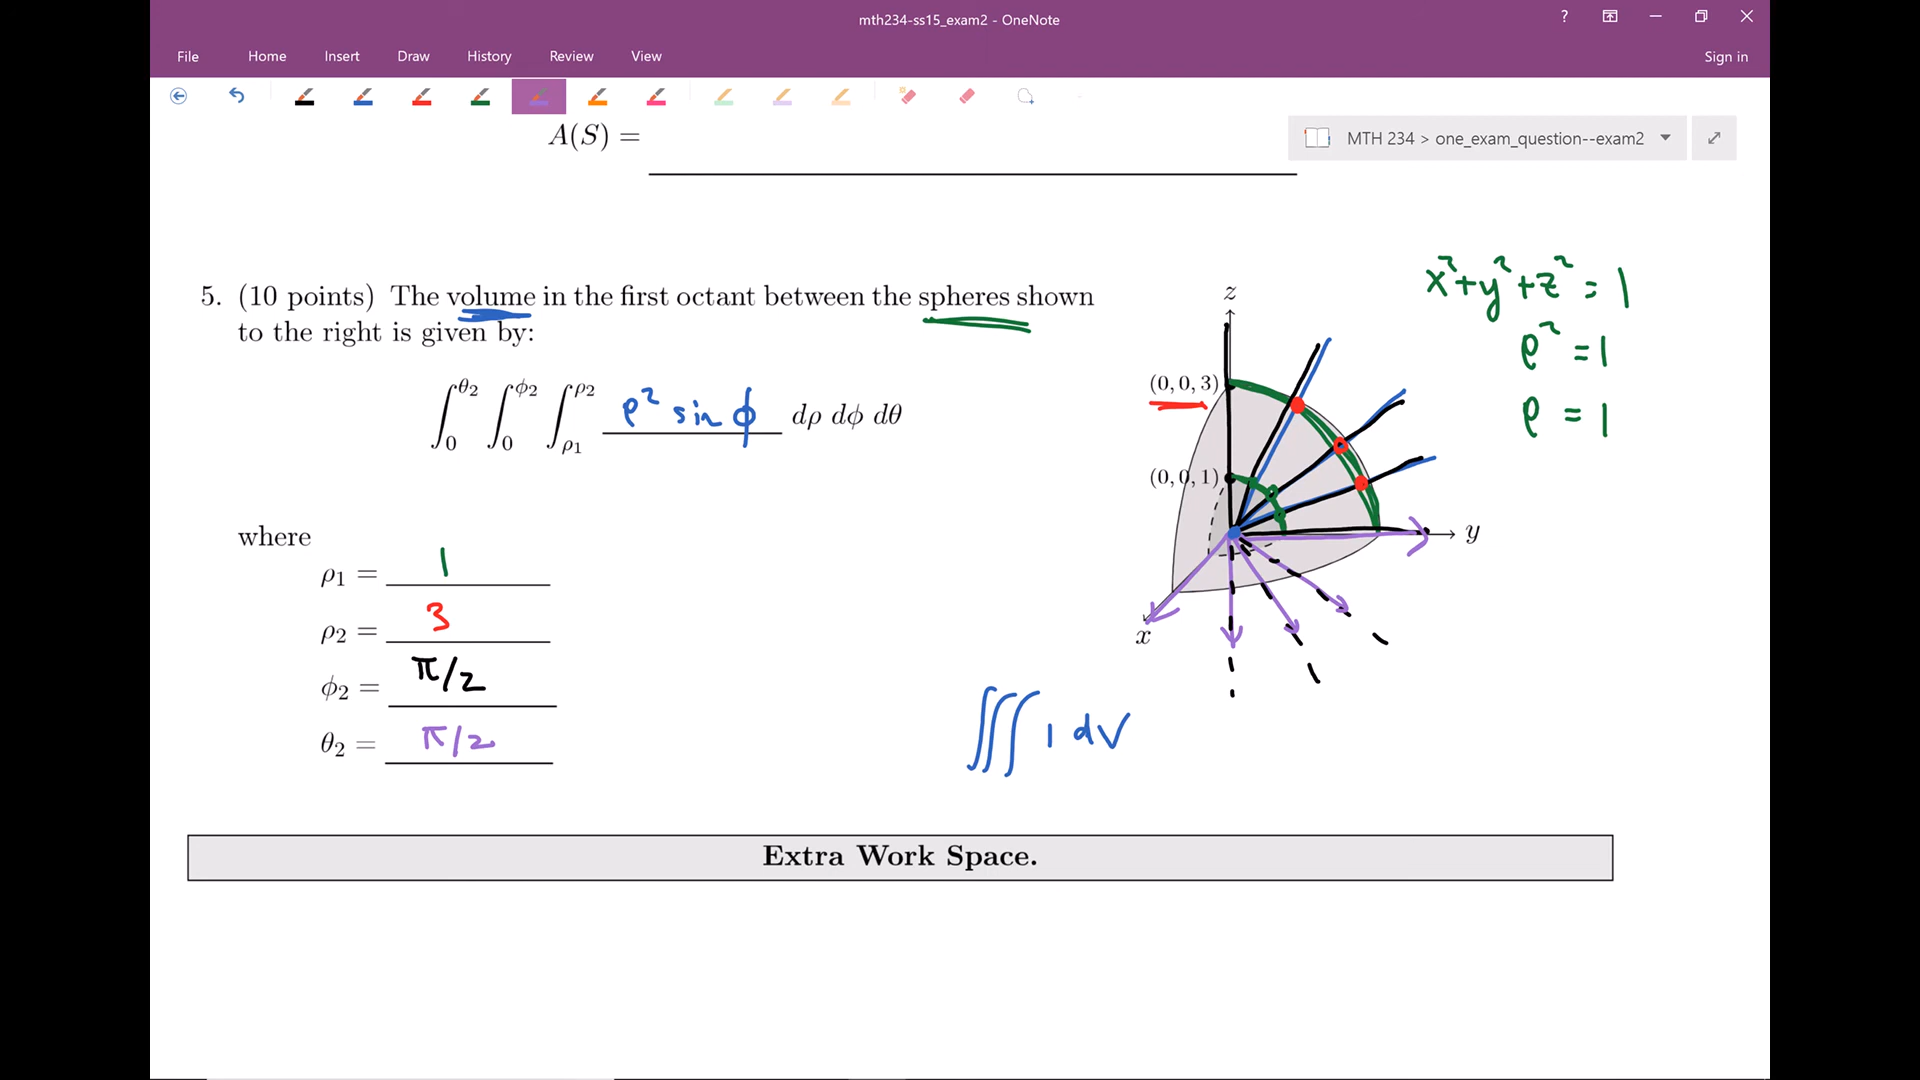 mth234-ss15_exam2 - OneNote
?
File Home Insert Draw History Review View Sign in
A(S) =
MTH 234 > one_exam_question--exam2
5. (10 points) The volume in the first octant between the spheres shown
to the right is given by:
∫₀^θ₂ ∫₀^ϕ₂ ∫_ρ₁^ρ₂ ρ² sin ϕ dρ dϕ dθ
where
ρ₁ = 1
ρ₂ = 3
ϕ₂ = π/2
θ₂ = π/2
∭ 1 dV
z
(0, 0, 3)
(0, 0, 1)
y
x
x²+y²+z² = 1
ρ² = 1
ρ = 1
Extra Work Space.